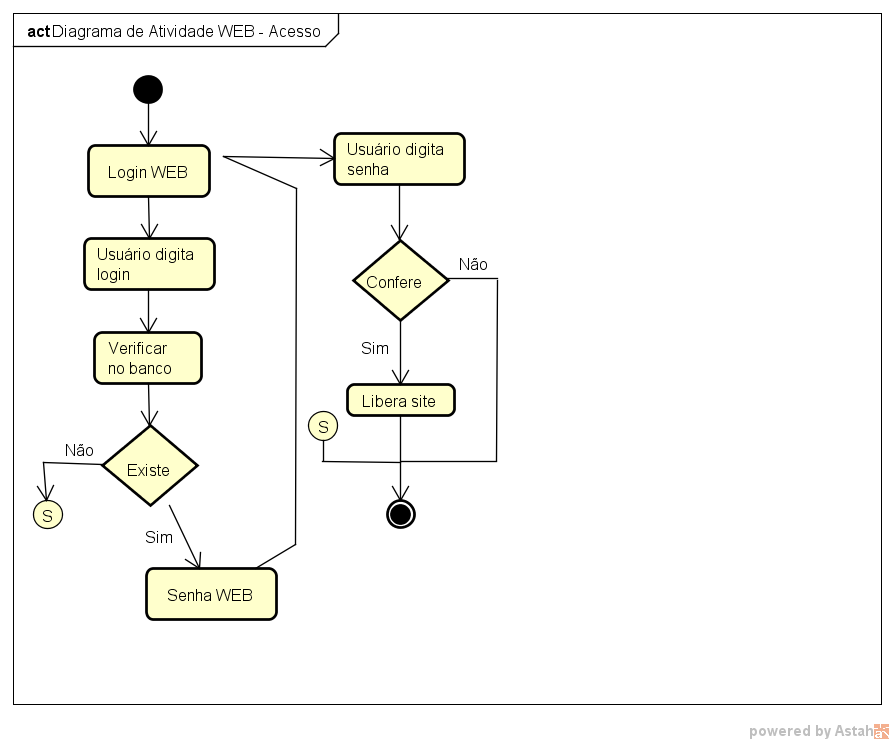 act Diagrama de Atividade WEB - Acesso
Login WEB
Usuário digita
login
Verificar
no banco
Existe
Não
S
Sim
Senha WEB
Usuário digita
senha
Confere
Não
Sim
Libera site
S
powered by Astah